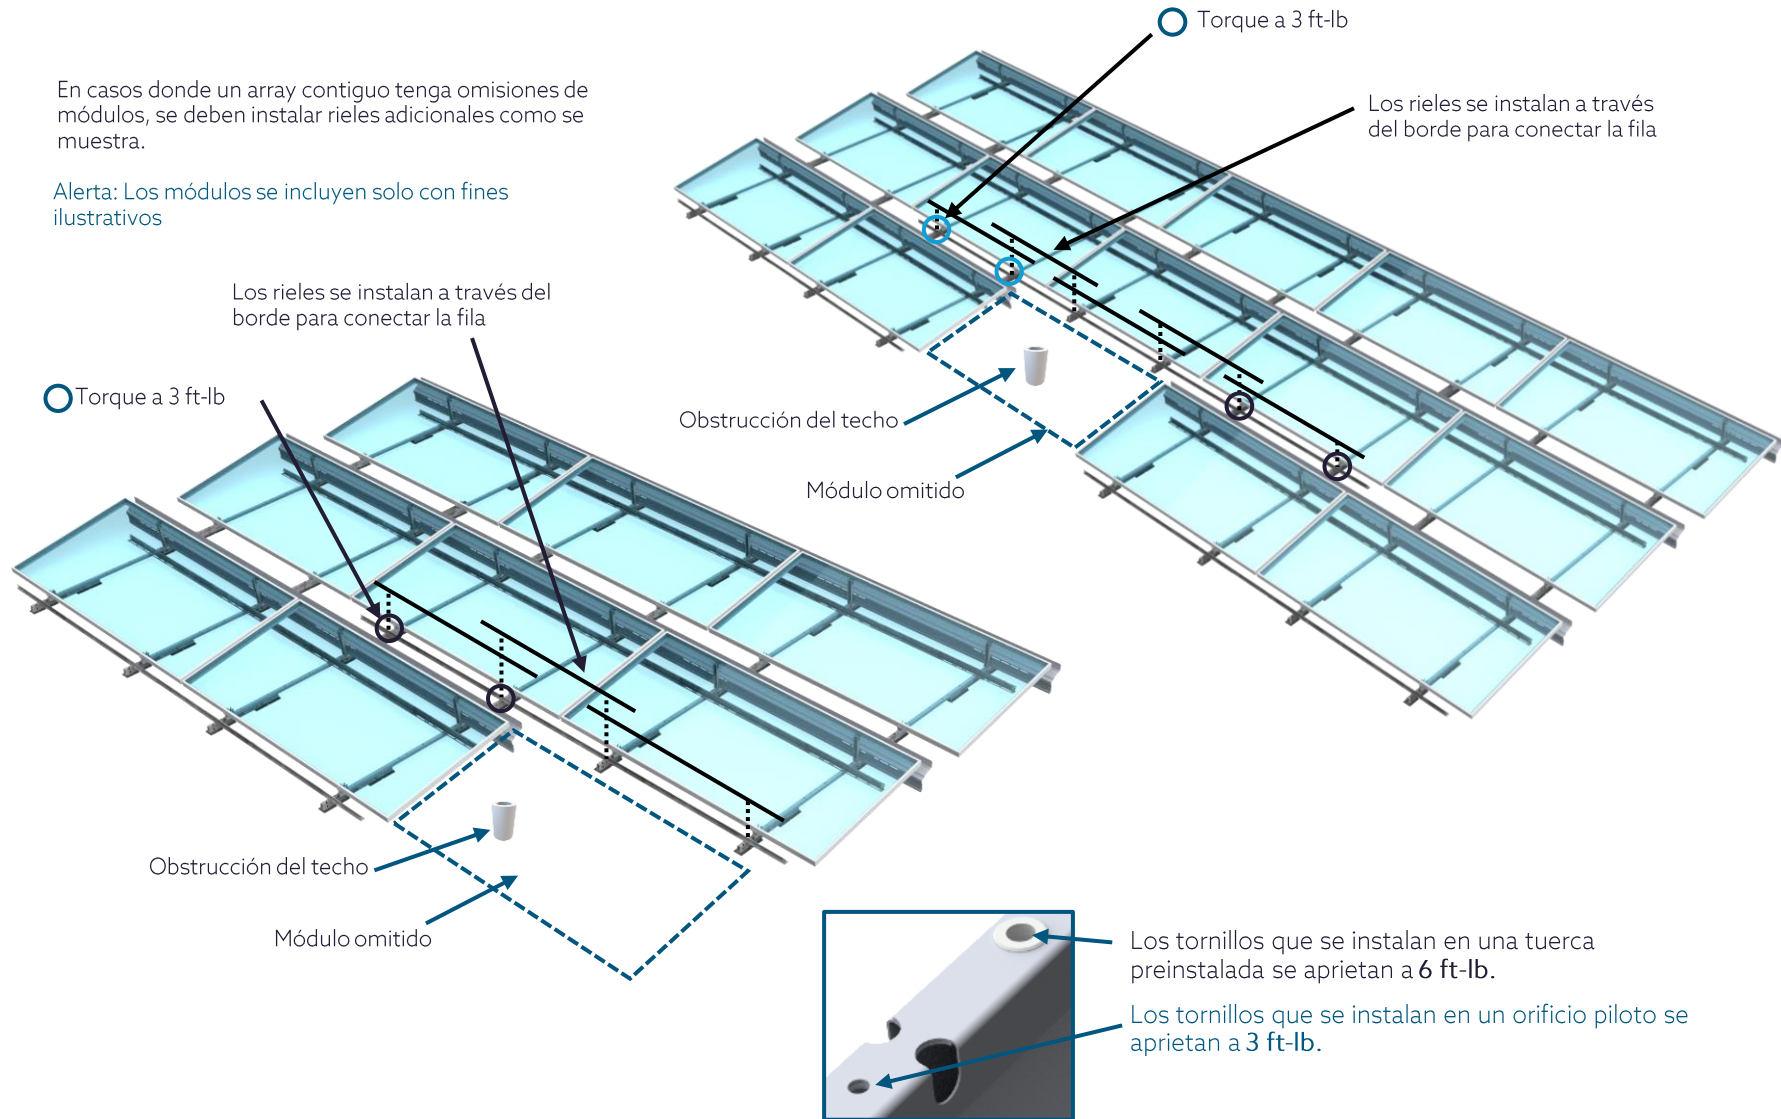 Torque a 3 ft-lb
En casos donde un array contiguo tenga omisiones de
módulos, se deben instalar rieles adicionales como se
muestra.
Alerta: Los módulos se incluyen solo con fines
ilustrativos
Los rieles se instalan a través
del borde para conectar la fila
Los rieles se instalan a través del
borde para conectar la fila
Torque a 3 ft-lb
Obstrucción del techo
Módulo omitido
Obstrucción del techo
Módulo omitido
Los tornillos que se instalan en una tuerca
preinstalada se aprietan a 6 ft-lb.
Los tornillos que se instalan en un orificio piloto se
aprietan a 3 ft-lb.